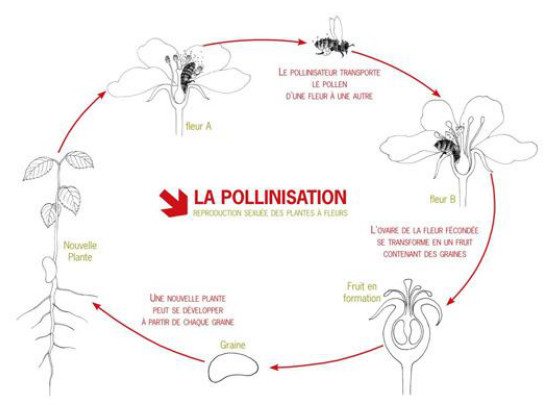 LE POLLINISATEUR TRANSPORTE
LE POLLEN
D'UNE FLEUR À UNE AUTRE
fleur A
fleur B
LA POLLINISATION
REPRODUCTION SEXUÉE DES PLANTES À FLEURS
L'OVAIRE DE LA FLEUR FÉCONDÉE
SE TRANSFORME EN UN FRUIT
CONTENANT DES GRAINES
Nouvelle
Plante
Fruit en
formation
UNE NOUVELLE PLANTE
PEUT SE DÉVELOPPER
À PARTIR DE CHAQUE GRAINE
Graine